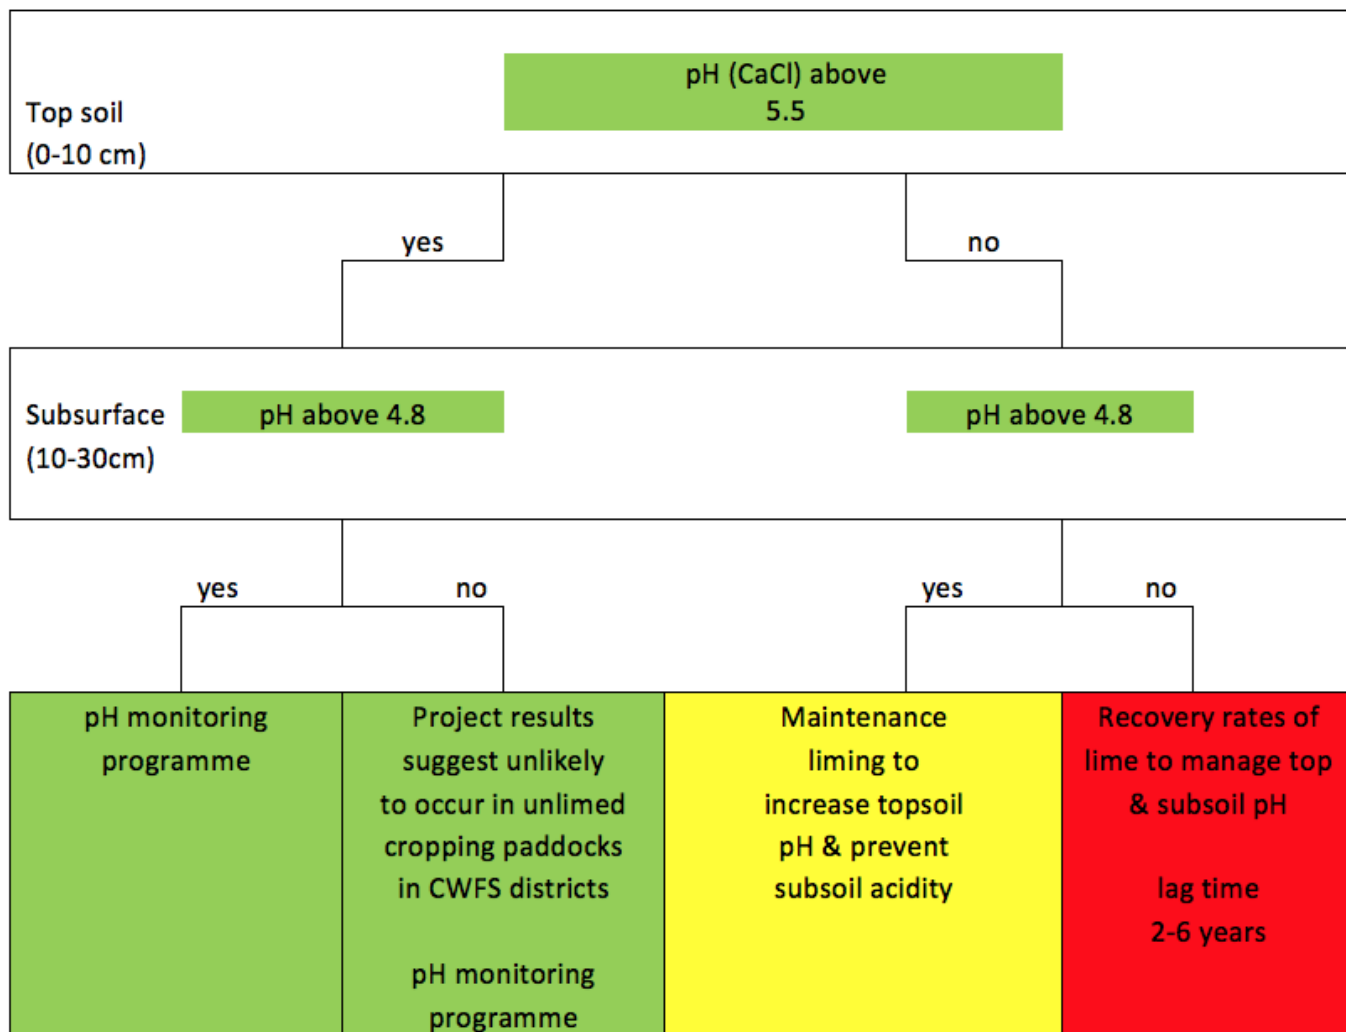 pH (CaCl) above
5.5
Top soil
(0-10 cm)
yes
no
Subsurface
(10-30cm)
pH above 4.8
pH above 4.8
yes
no
yes
no
pH monitoring
programme
Project results
suggest unlikely
to occur in unlimed
cropping paddocks
in CWFS districts
pH monitoring
programme
Maintenance
liming to
increase topsoil
pH & prevent
subsoil acidity
Recovery rates of
lime to manage top
& subsoil pH
lag time
2-6 years